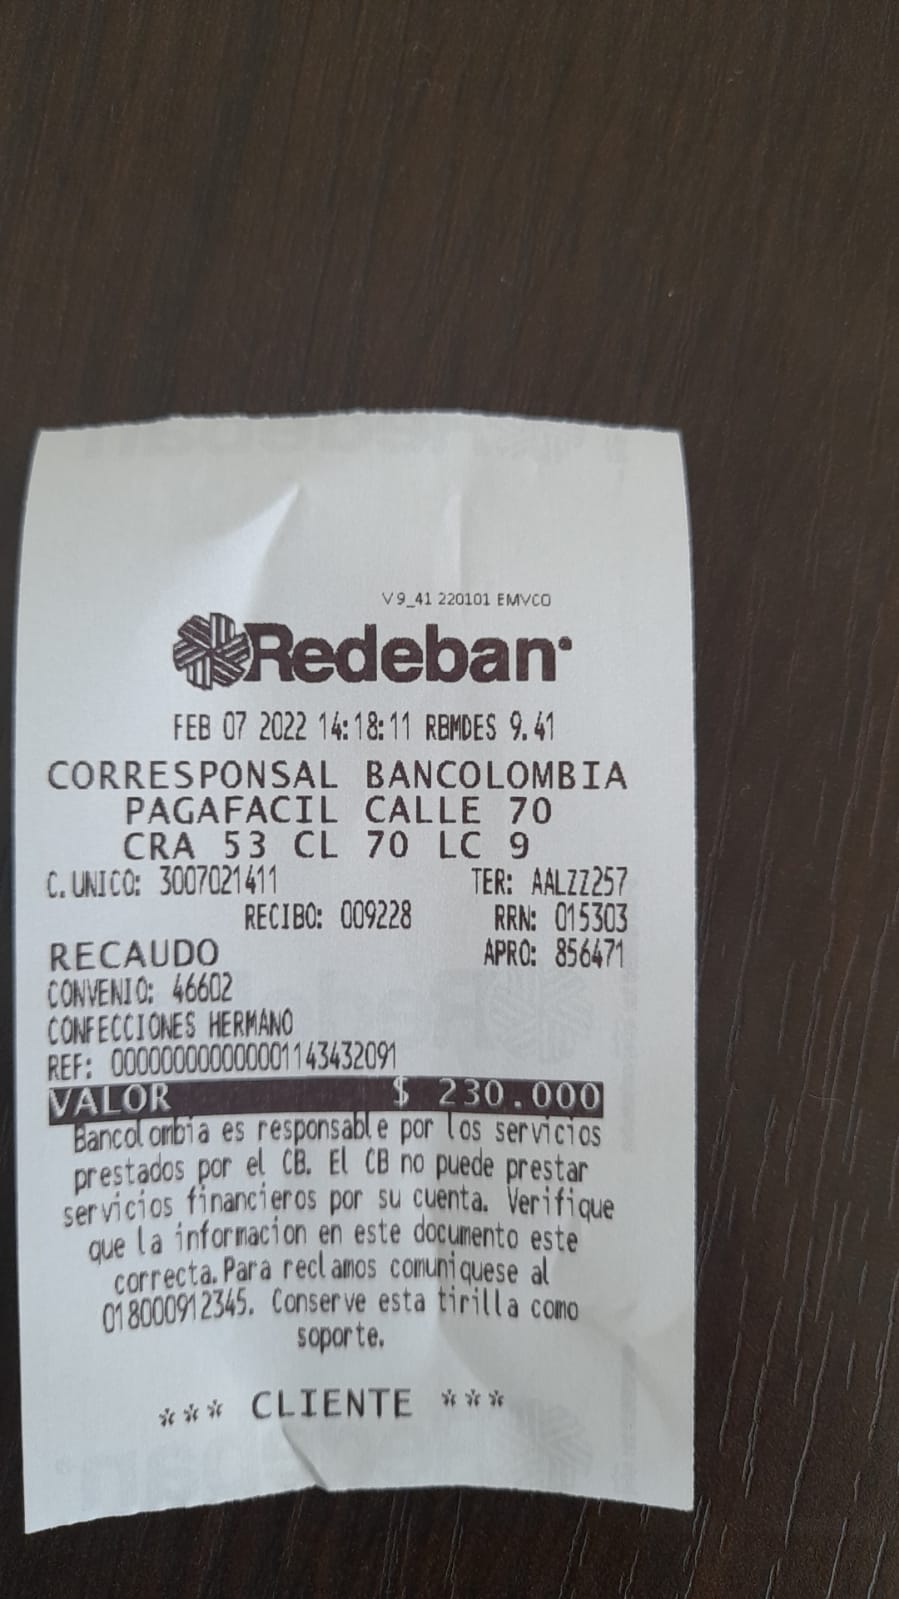 V9_41 220101 EMVCO
Redeban
FEB 07 2022 14:18:11 RBMDES 9.41
CORRESPONSAL BANCOLOMBIA
PAGAFACIL CALLE 70
CRA 53 CL 70 LC 9
C.UNICO: 3007021411 TER: AALZZ257
RECIBO: 009228 RRN: 015303
RECAUDO APRO: 856471
CONVENIO: 46602
CONFECCIONES HERMANO
REF: 0000000000000001143432091
VALOR $ 230.000
Bancolombia es responsable por los servicios
prestados por el CB. El CB no puede prestar
servicios financieros por su cuenta. Verifique
que la informacion en este documento este
correcta. Para reclamos comuniquese al
018000912345. Conserve esta tirilla como
soporte.
*** CLIENTE ***